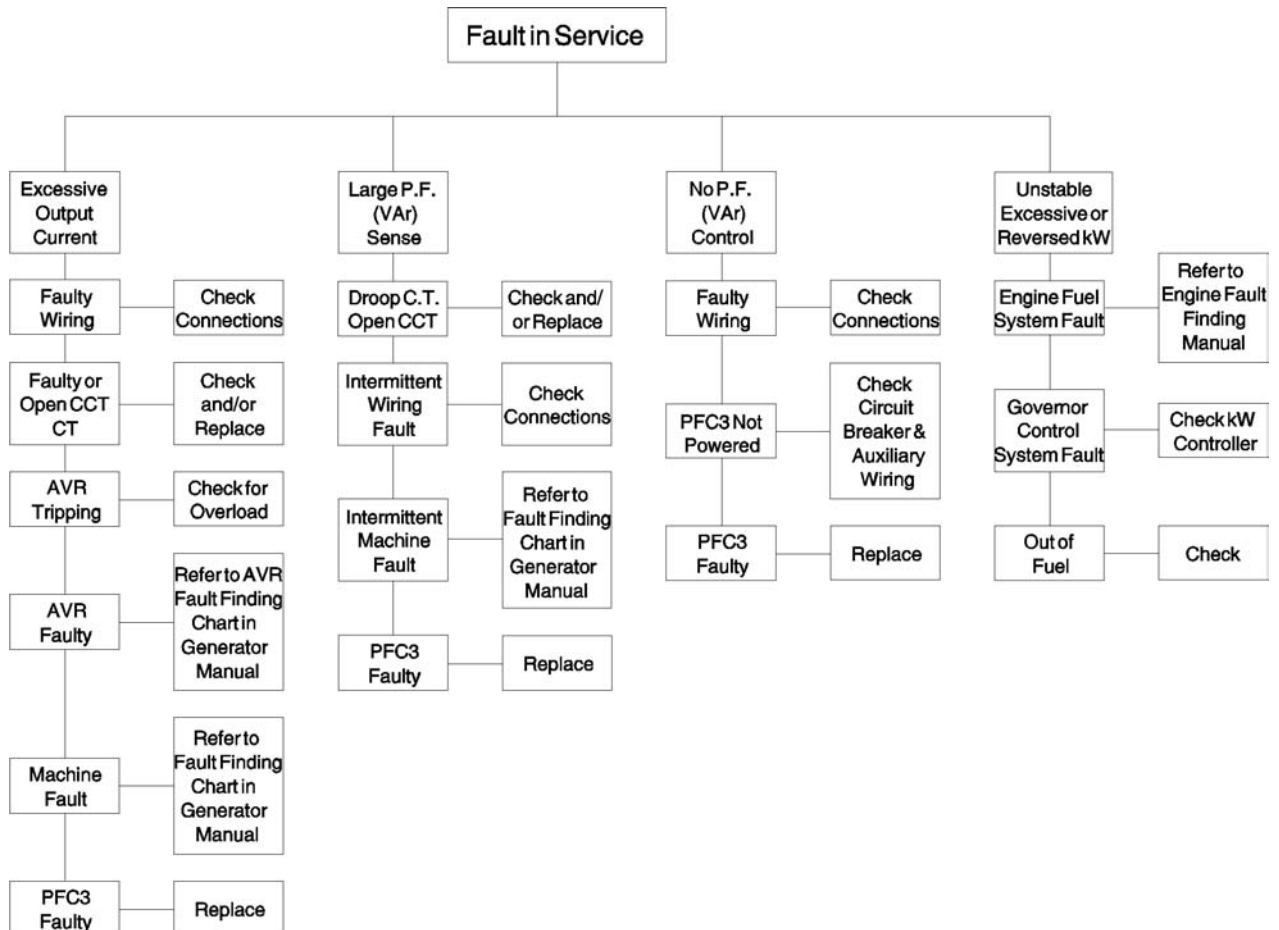 Fault in Service
Excessive
Output
Current
Faulty
Wiring
Check
Connections
Faulty or
Open CCT
CT
Check
and/or
Replace
AVR
Tripping
Check for
Overload
AVR
Faulty
Refer to AVR
Fault Finding
Chart in
Generator
Manual
Machine
Fault
Refer to
Fault Finding
Chart in
Generator
Manual
PFC3
Faulty
Replace
Large P.F.
(VAr)
Sense
Droop C.T.
Open CCT
Check and/
or Replace
Intermittent
Wiring
Fault
Check
Connections
Intermittent
Machine
Fault
Refer to
Fault Finding
Chart in
Generator
Manual
PFC3
Faulty
Replace
No P.F.
(VAr)
Control
Faulty
Wiring
Check
Connections
PFC3 Not
Powered
Check
Circuit
Breaker &
Auxiliary
Wiring
PFC3
Faulty
Replace
Unstable
Excessive or
Reversed kW
Engine Fuel
System Fault
Refer to
Engine Fault
Finding
Manual
Governor
Control
System Fault
Check kW
Controller
Out of
Fuel
Check